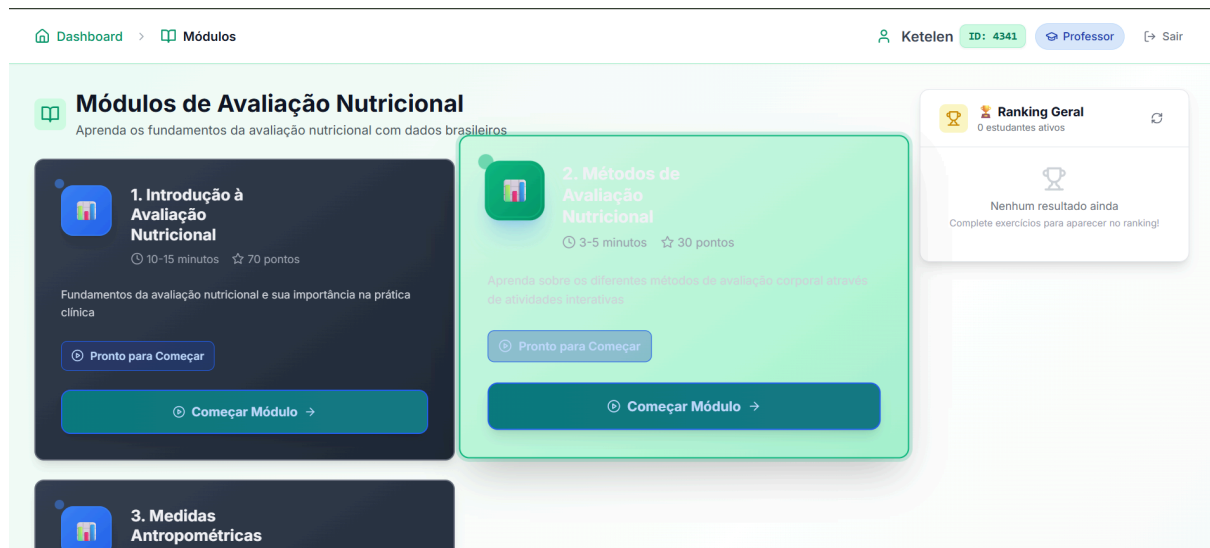 Dashboard > Módulos
Ketelen ID: 4341 Professor Sair
Módulos de Avaliação Nutricional
Aprenda os fundamentos da avaliação nutricional com dados brasileiros
1. Introdução à
Avaliação
Nutricional
10-15 minutos 70 pontos
Fundamentos da avaliação nutricional e sua importância na prática
clínica
Pronto para Começar
Começar Módulo →
2. Métodos de
Avaliação
Nutricional
3-5 minutos 30 pontos
Aprenda sobre os diferentes métodos de avaliação corporal através
de atividades interativas
Pronto para Começar
Começar Módulo →
Ranking Geral
0 estudantes ativos
Nenhum resultado ainda
Complete exercícios para aparecer no ranking!
3. Medidas
Antropométricas